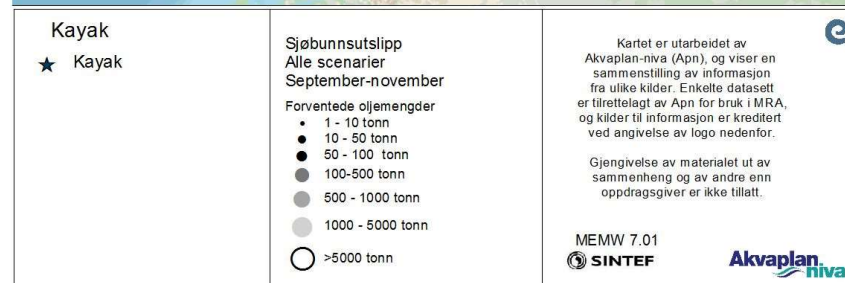 Kayak
Kayak
Sjøbunnsutslipp
Alle scenarier
September-november
Forventede oljemengder
1 - 10 tonn
10 - 50 tonn
50 - 100 tonn
100-500 tonn
500 - 1000 tonn
1000 - 5000 tonn
>5000 tonn
Kartet er utarbeidet av
Akvaplan-niva (Apn), og viser en
sammenstilling av informasjon
fra ulike kilder. Enkelte datasett
er tilrettelagt av Apn for bruk i MRA,
og kilder til informasjon er kreditert
ved angivelse av logo nedenfor.
Gjengivelse av materialet ut av
sammenheng og av andre enn
oppdragsgiver er ikke tillatt.
MEMW 7.01
SINTEF
Akvaplan
niva